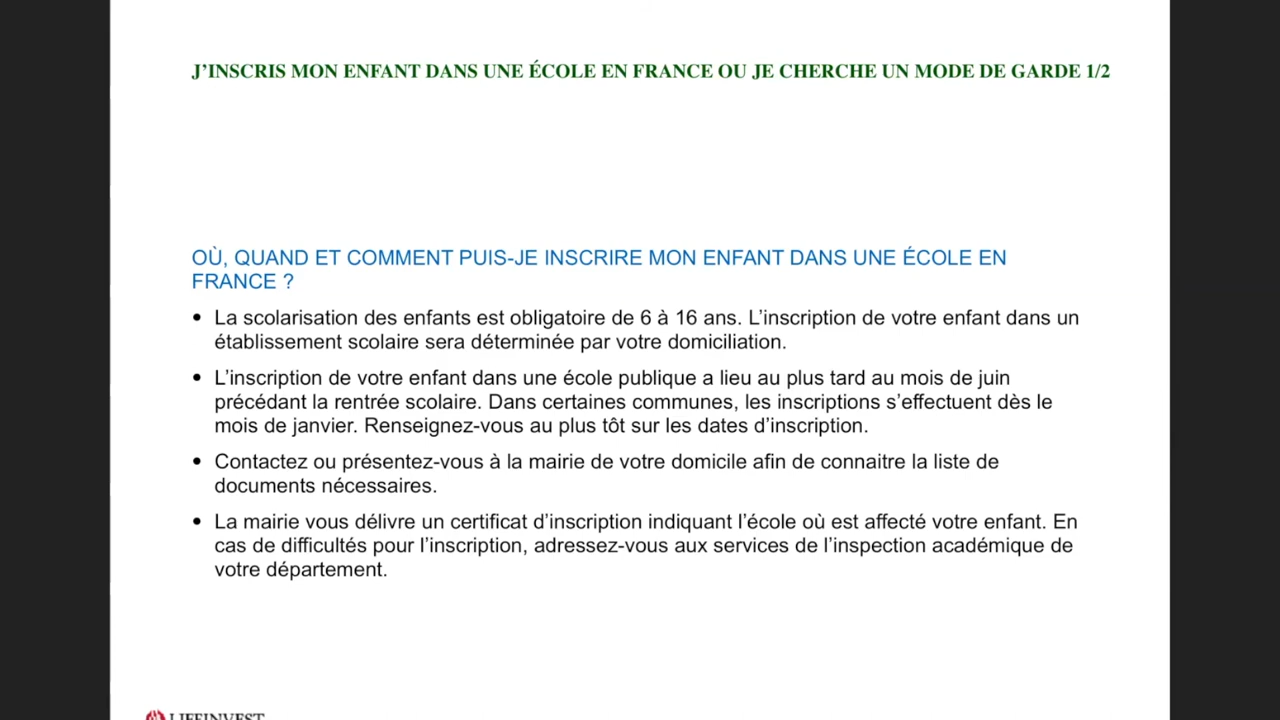 J’INSCRIS MON ENFANT DANS UNE ÉCOLE EN FRANCE OU JE CHERCHE UN MODE DE GARDE 1/2
OÙ, QUAND ET COMMENT PUIS-JE INSCRIRE MON ENFANT DANS UNE ÉCOLE EN
FRANCE ?
• La scolarisation des enfants est obligatoire de 6 à 16 ans. L’inscription de votre enfant dans un
établissement scolaire sera déterminée par votre domiciliation.
• L’inscription de votre enfant dans une école publique a lieu au plus tard au mois de juin
précédant la rentrée scolaire. Dans certaines communes, les inscriptions s’effectuent dès le
mois de janvier. Renseignez-vous au plus tôt sur les dates d’inscription.
• Contactez ou présentez-vous à la mairie de votre domicile afin de connaitre la liste de
documents nécessaires.
• La mairie vous délivre un certificat d’inscription indiquant l’école où est affecté votre enfant. En
cas de difficultés pour l’inscription, adressez-vous aux services de l’inspection académique de
votre département.
LIFEINVEST